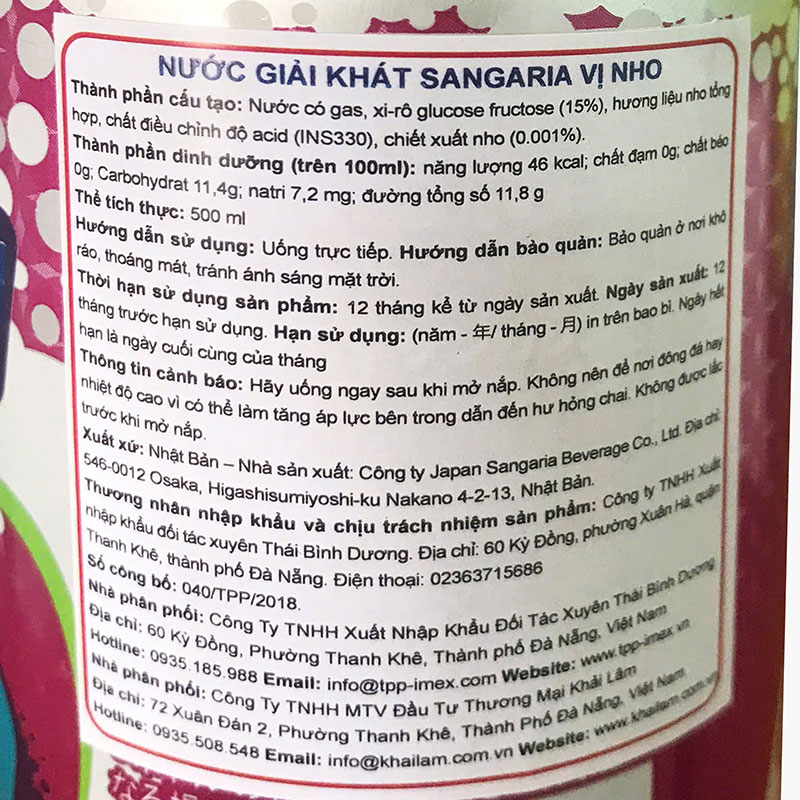 NƯỚC GIẢI KHÁT SANGARIA VỊ NHO
Thành phần cấu tạo: Nước có gas, xi-rô glucose fructose (15%), hương liệu nho tổng
hợp, chất điều chỉnh độ acid (INS330), chiết xuất nho (0.001%).
Thành phần dinh dưỡng (trên 100ml): năng lượng 46 kcal; chất đạm 0g; chất béo
0g; Carbohydrat 11,4g; natri 7,2 mg; đường tổng số 11,8 g
Thể tích thực: 500 ml
Hướng dẫn sử dụng: Uống trực tiếp. Hướng dẫn bảo quản: Bảo quản ở nơi khô
ráo, thoáng mát, tránh ánh sáng mặt trời.
Thời hạn sử dụng sản phẩm: 12 tháng kể từ ngày sản xuất. Ngày sản xuất: 12
tháng trước hạn sử dụng. Hạn sử dụng: (năm - 年/ tháng - 月) in trên bao bì. Ngày hết
hạn là ngày cuối cùng của tháng
Thông tin cảnh báo: Hãy uống ngay sau khi mở nắp. Không nên để nơi đông đá hay
nhiệt độ cao vì có thể làm tăng áp lực bên trong dẫn đến hư hỏng chai. Không được lắc
trước khi mở nắp.
Xuất xứ: Nhật Bản – Nhà sản xuất: Công ty Japan Sangaria Beverage Co., Ltd. Địa chỉ:
546-0012 Osaka, Higashisumiyoshi-ku Nakano 4-2-13, Nhật Bản.
Thương nhân nhập khẩu và chịu trách nhiệm sản phẩm: Công ty TNHH Xuất
nhập khẩu đối tác xuyên Thái Bình Dương. Địa chỉ: 60 Kỳ Đồng, phường Xuân Hà, quận
Thanh Khê, thành phố Đà Nẵng. Điện thoại: 02363715686
Số công bố: 040/TPP/2018.
Nhà phân phối: Công Ty TNHH Xuất Nhập Khẩu Đối Tác Xuyên Thái Bình Dương
Địa chỉ: 60 Kỳ Đồng, Phường Thanh Khê, Thành phố Đà Nẵng, Việt Nam
Hotline: 0935.185.988 Email: info@tpp-imex.com Website: www.tpp-imex.vn
Nhà phân phối: Công Ty TNHH MTV Đầu Tư Thương Mại Khải Lâm
Địa chỉ: 72 Xuân Đán 2, Phường Thanh Khê, Thành Phố Đà Nẵng, Việt Nam
Hotline: 0935.508.548 Email: info@khailam.com.vn Website: www.khailam.com.vn